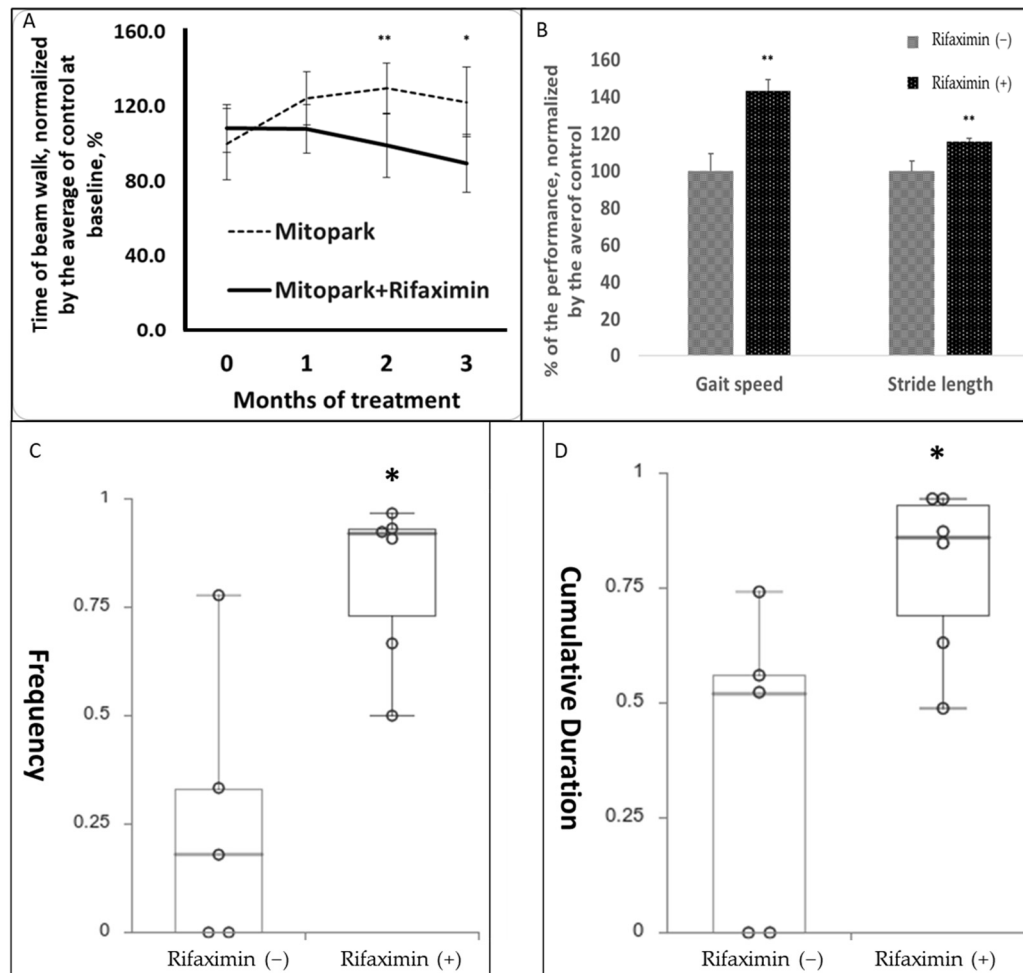 A
Time of beam walk, normalized
by the average of control at
baseline, %
160.0
120.0
80.0
40.0
0.0
**
*
Mitopark
Mitopark+Rifaximin
0 1 2 3
Months of treatment
B
% of the performance, normalized
by the averof control
160
140
120
100
80
60
40
20
0
Rifaximin (−)
Rifaximin (+)
**
**
Gait speed Stride length
C
Frequency
1
0.75
0.5
0.25
0
*
Rifaximin (−) Rifaximin (+)
D
Cumulative Duration
1
0.75
0.5
0.25
0
*
Rifaximin (−) Rifaximin (+)